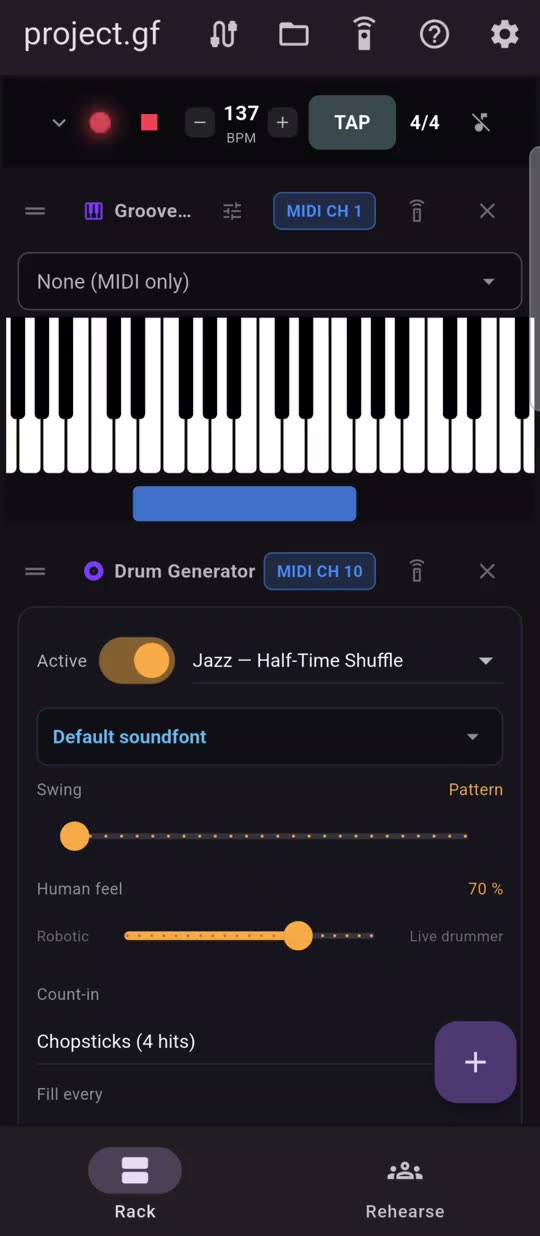 project.gf
137
BPM
TAP
4/4
Groove...
MIDI CH 1
None (MIDI only)
Drum Generator
MIDI CH 10
Active
Jazz — Half-Time Shuffle
Default soundfont
Swing
Pattern
Human feel
70 %
Robotic
Live drummer
Count-in
Chopsticks (4 hits)
Fill every
Rack
Rehearse